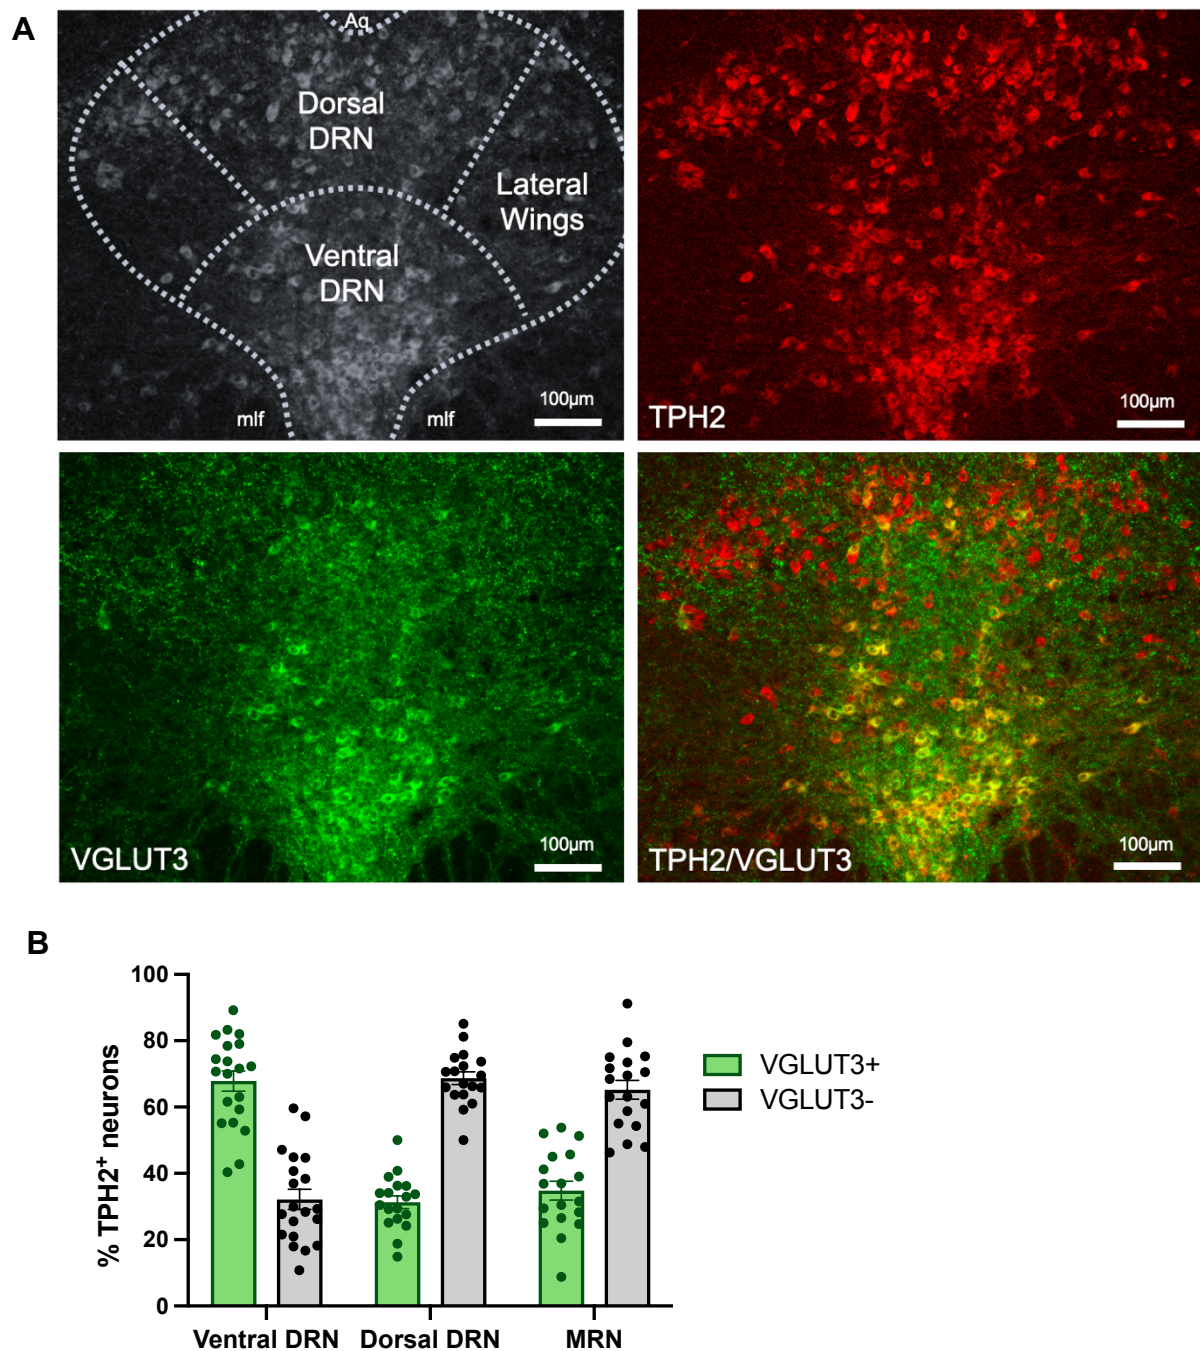 A
Aq
Dorsal
DRN
Lateral
Wings
Ventral
DRN
mlf
mlf
100µm
TPH2
100µm
VGLUT3
100µm
TPH2/VGLUT3
100µm
B
% TPH2⁺ neurons
100
80
60
40
20
0
Ventral DRN
Dorsal DRN
MRN
VGLUT3+
VGLUT3-